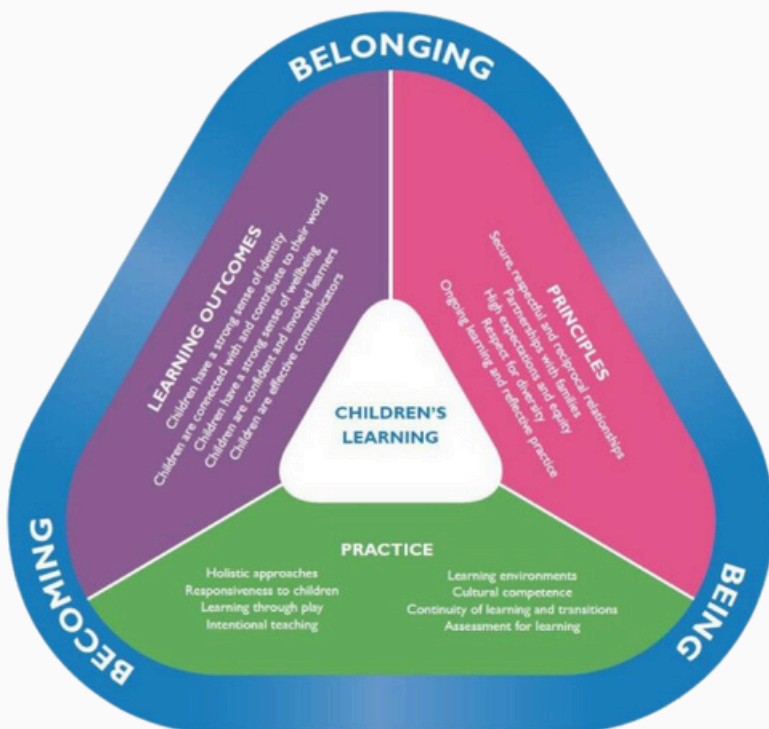 BELONGING
LEARNING OUTCOMES
Children have a strong sense of identity
Children are connected with and contribute to their world
Children have a strong sense of wellbeing
Children are confident and involved learners
Children are effective communicators
PRINCIPLES
Secure, respectful and reciprocal relationships
Partnerships with families
High expectations and equity
Respect for diversity
Ongoing learning and reflective practice
CHILDREN'S
LEARNING
PRACTICE
Holistic approaches
Responsiveness to children
Learning through play
Intentional teaching
Learning environments
Cultural competence
Continuity of learning and transitions
Assessment for learning
BECOMING
BEING